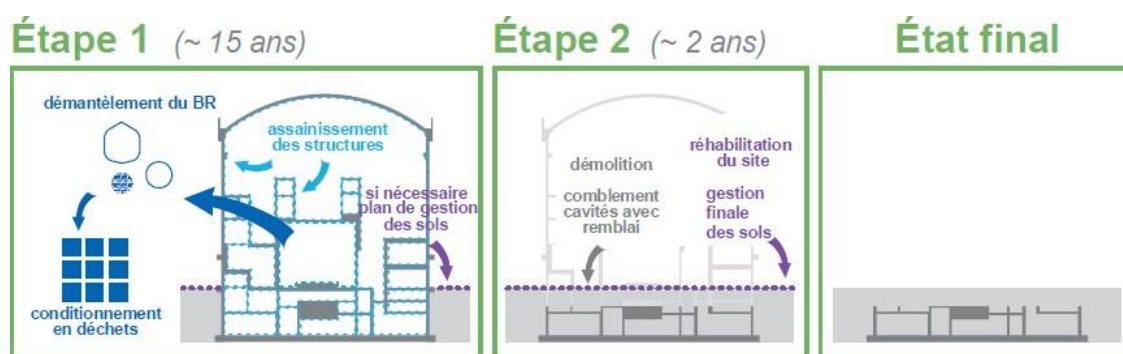 Étape 1 (~ 15 ans)
démantèlement du BR
assainissement
des structures
si nécessaire
plan de gestion
des sols
conditionnement
en déchets
Étape 2 (~ 2 ans)
démolition
comblement
cavités avec
remblai
réhabilitation
du site
gestion
finale
des sols
État final